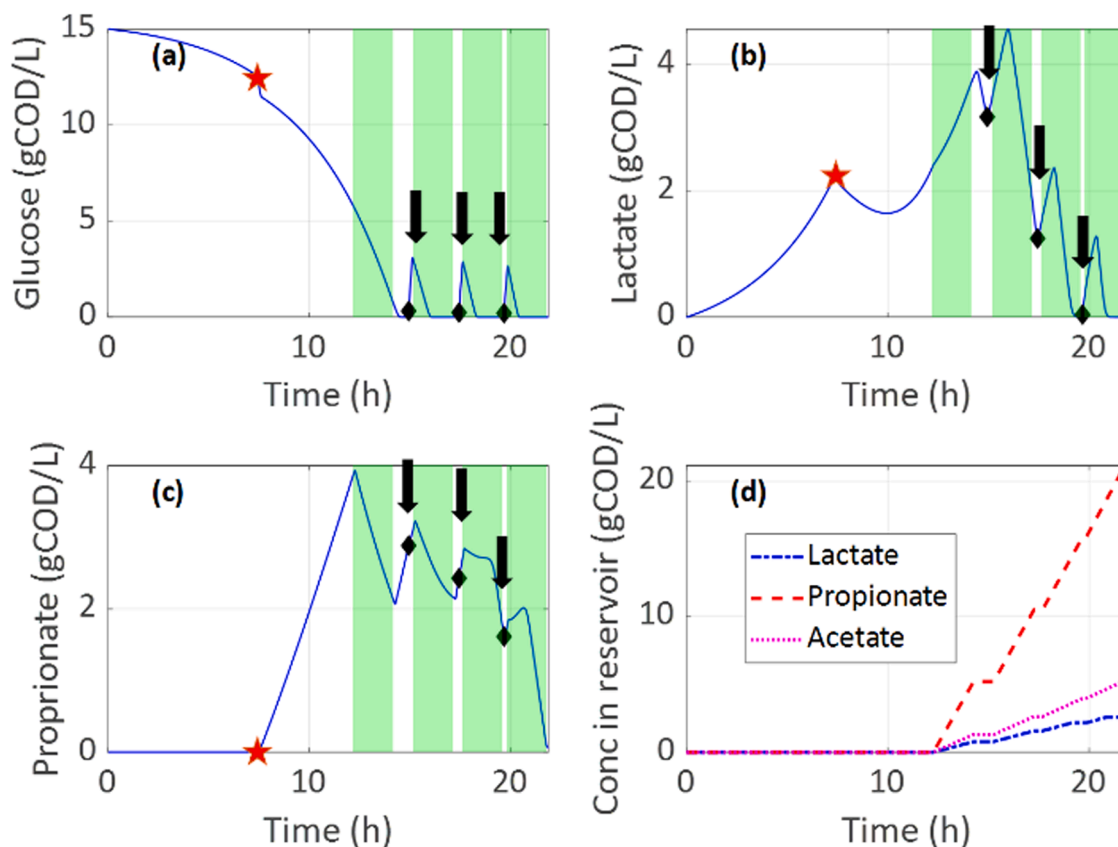 (a)
Glucose (gCOD/L)
15
10
5
0
0 10 20
Time (h)
(b)
Lactate (gCOD/L)
4
2
0
0 10 20
Time (h)
(c)
Proprionate (gCOD/L)
4
2
0
0 10 20
Time (h)
(d)
Conc in reservoir (gCOD/L)
20
10
0
Lactate
Propionate
Acetate
0 10 20
Time (h)